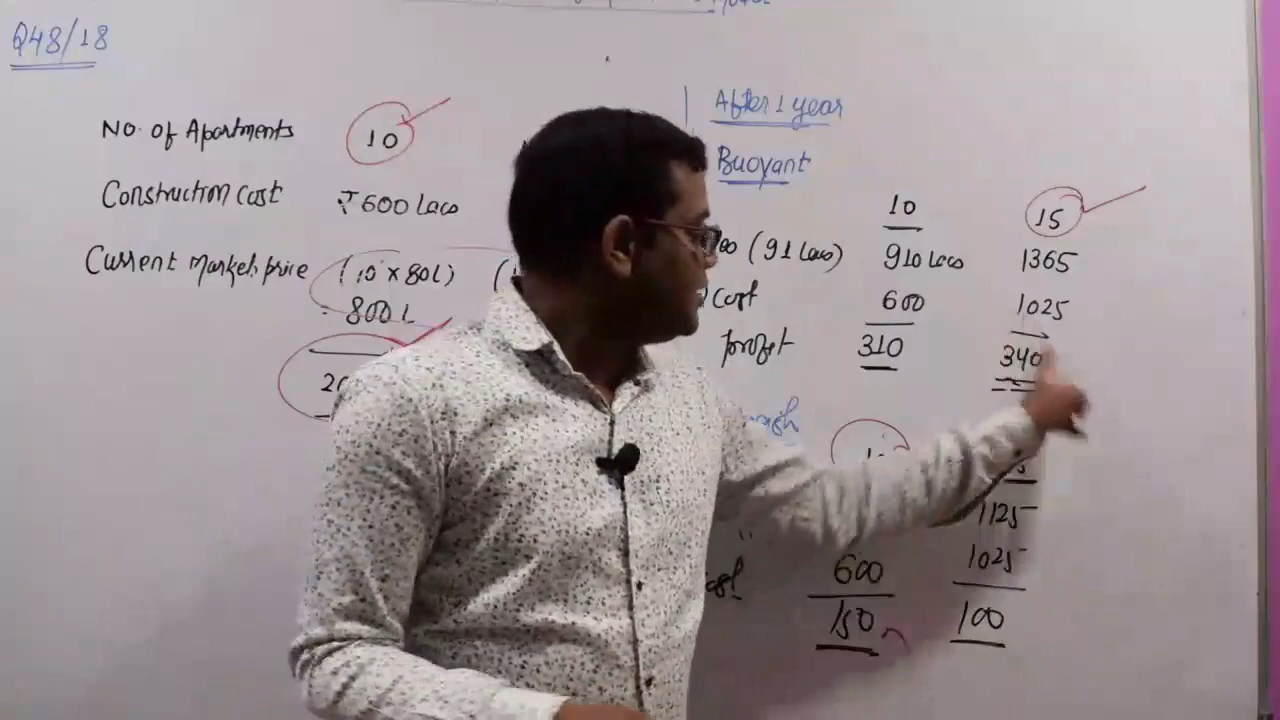 Q48/18
No. of Apartments 10
Construction Cost ₹600 Lacs
Current Market price (10 × 80L) (
800 L
After 1 year
Buoyant
10 15
(91 Lacs) 910 Lacs 1365
Cost 600 1025
profit 310 340
1125
600 1025
150 100